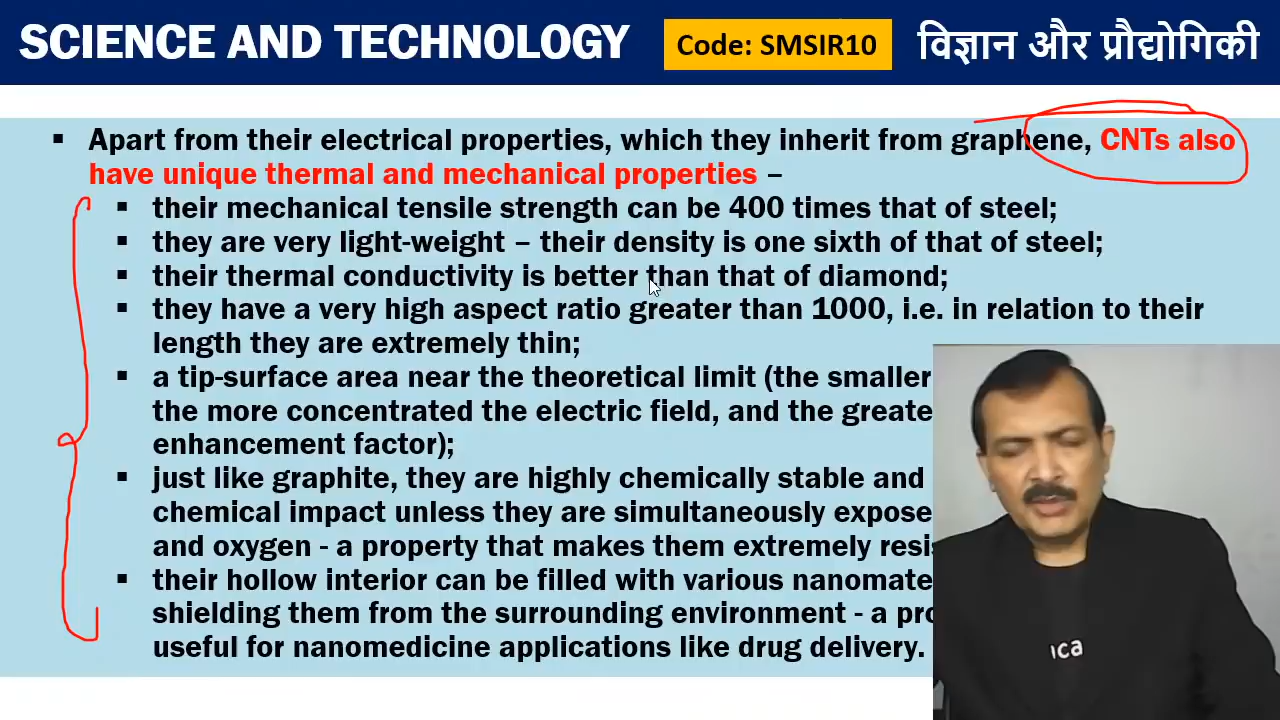 SCIENCE AND TECHNOLOGY
Code: SMSIR10
विज्ञान और प्रौद्योगिकी
▪ Apart from their electrical properties, which they inherit from graphene, CNTs also
have unique thermal and mechanical properties –
▪ their mechanical tensile strength can be 400 times that of steel;
▪ they are very light-weight – their density is one sixth of that of steel;
▪ their thermal conductivity is better than that of diamond;
▪ they have a very high aspect ratio greater than 1000, i.e. in relation to their
length they are extremely thin;
▪ a tip-surface area near the theoretical limit (the smaller
the more concentrated the electric field, and the greate
enhancement factor);
▪ just like graphite, they are highly chemically stable and
chemical impact unless they are simultaneously expose
and oxygen - a property that makes them extremely resi
▪ their hollow interior can be filled with various nanomate
shielding them from the surrounding environment - a pro
useful for nanomedicine applications like drug delivery.
ica